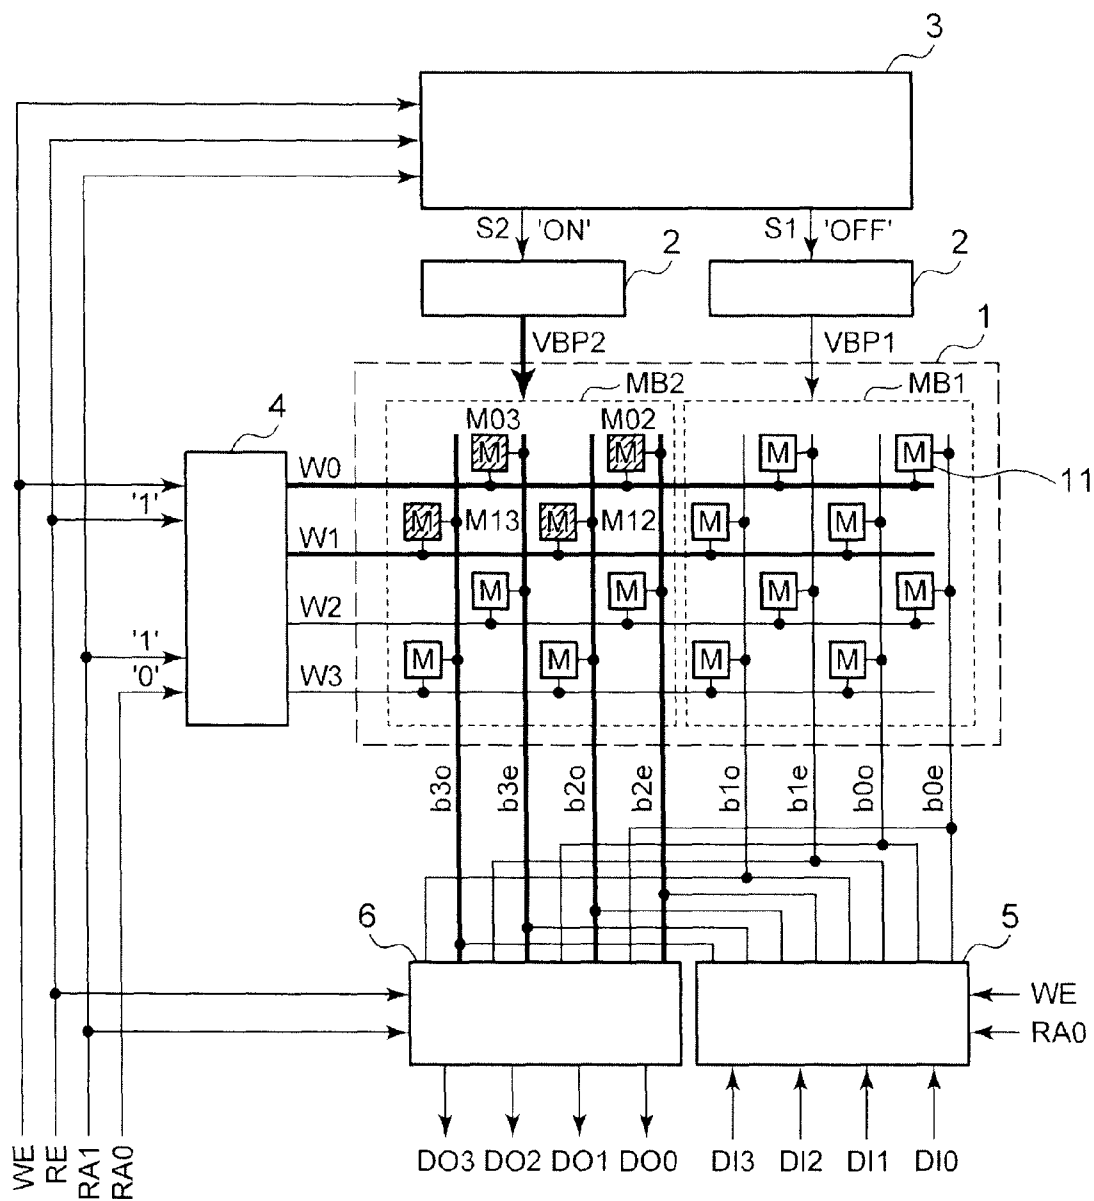 3
S2 'ON' S1 'OFF'
2 2
VBP2 VBP1 1
MB2 MB1
4 M03 M02
M M M M
W0 11
'1' M M13 M M12 M M
W1
M M M M
W2
'1' M M M M
'0' W3
b3o b3e b2o b2e b1o b1e b0o b0e
6 5
WE
RA0
WE RE RA1 RA0 DO3 DO2 DO1 DO0 DI3 DI2 DI1 DI0